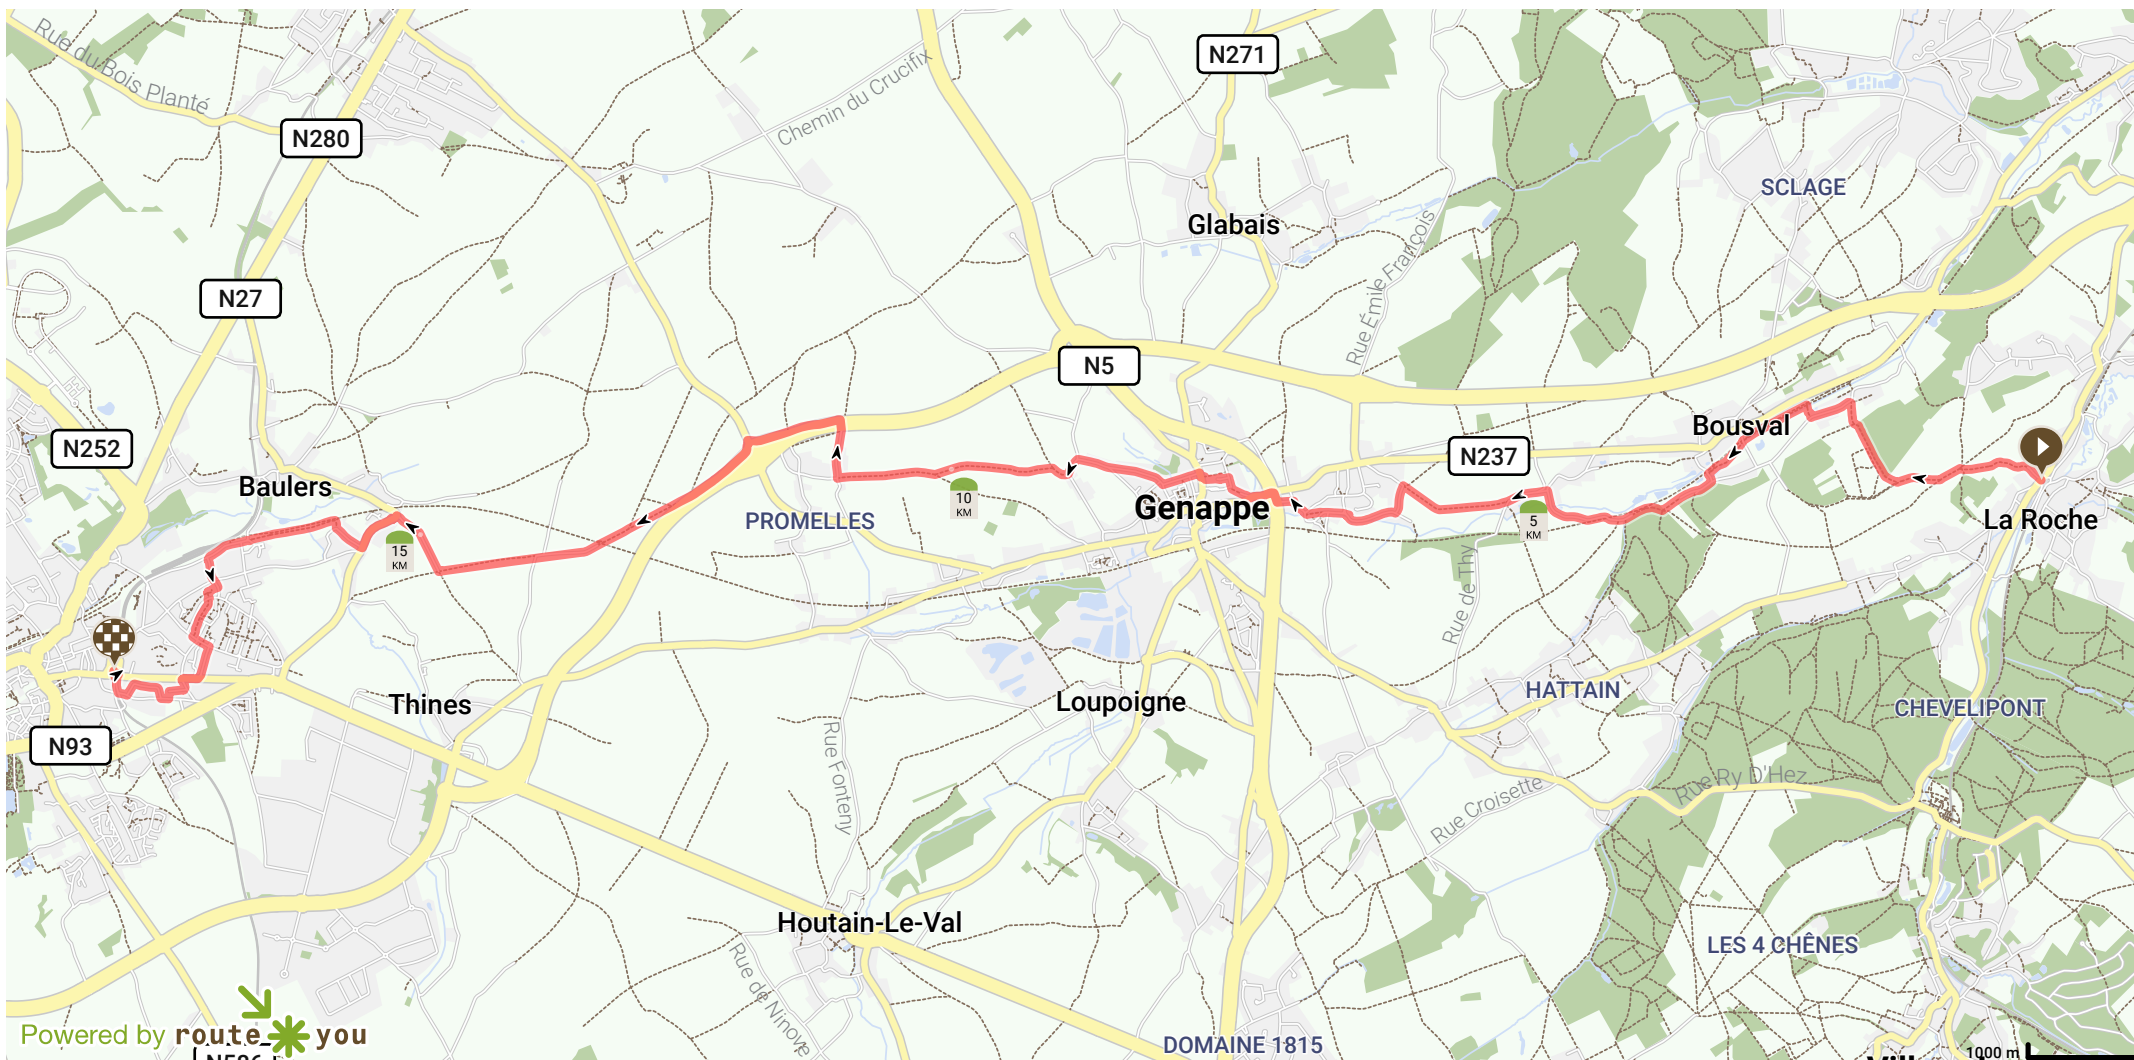 Rue du Bois Planté
N280
Chemin du Crucifix
N271
SCLAGE
Glabais
Rue Émile François
N27
N5
N252
Bousval
N237
Baulers
10
KM
Genappe
PROMELLES
5
KM
La Roche
15
KM
Rue de Thy
HATTAIN
CHEVELIPONT
Thines
Loupoigne
N93
Rue Fonteny
Rue Ry D'Hez
Rue Croisette
Houtain-Le-Val
LES 4 CHÊNES
Rue de Ninove
Powered by route you
DOMAINE 1815
1000 m